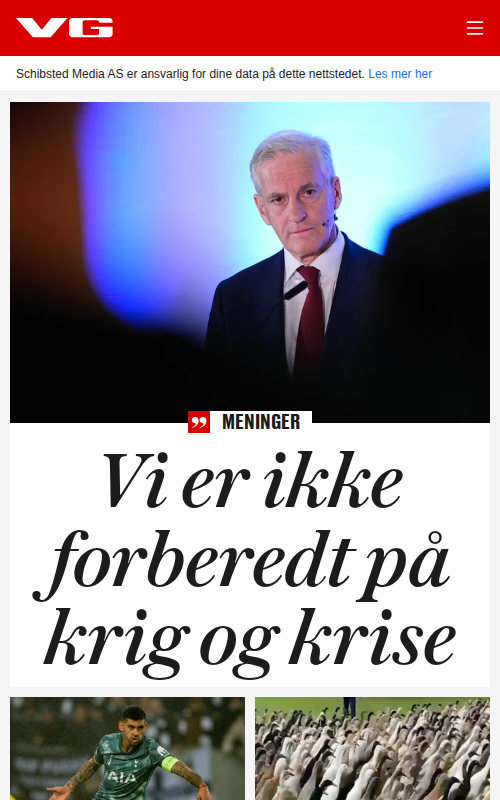 VG
Schibsted Media AS er ansvarlig for dine data på dette nettstedet. Les mer her
MENINGER
Vi er ikke
forberedt på
krig og krise
AIA